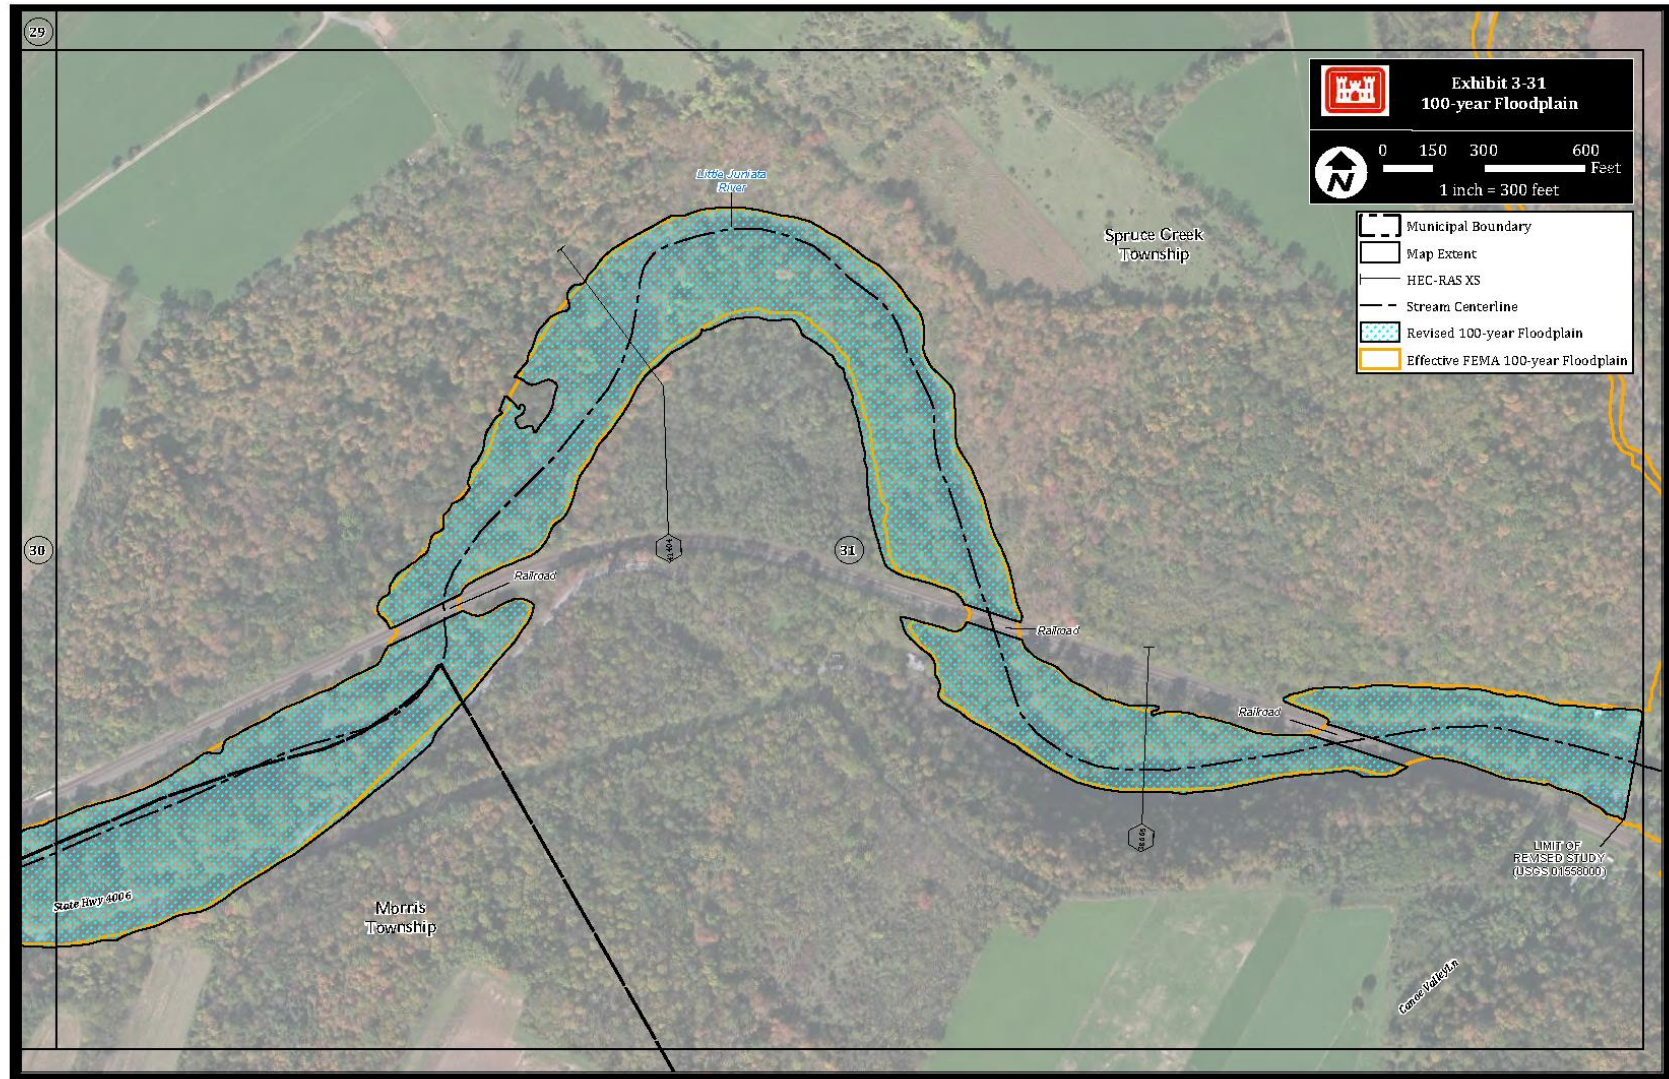 29
Exhibit 3-31
100-year Floodplain
0 150 300 600
Feet
N
1 inch = 300 feet
Municipal Boundary
Map Extent
HEC-RAS XS
Stream Centerline
Revised 100-year Floodplain
Effective FEMA 100-year Floodplain
Little Juniata
River
Spruce Creek
Township
30
31
Railroad
Railroad
Railroad
LIMIT OF
REVISED STUDY
(USGS 01558000)
State Hwy 4006
Morris
Township
Canoe Valley Ln